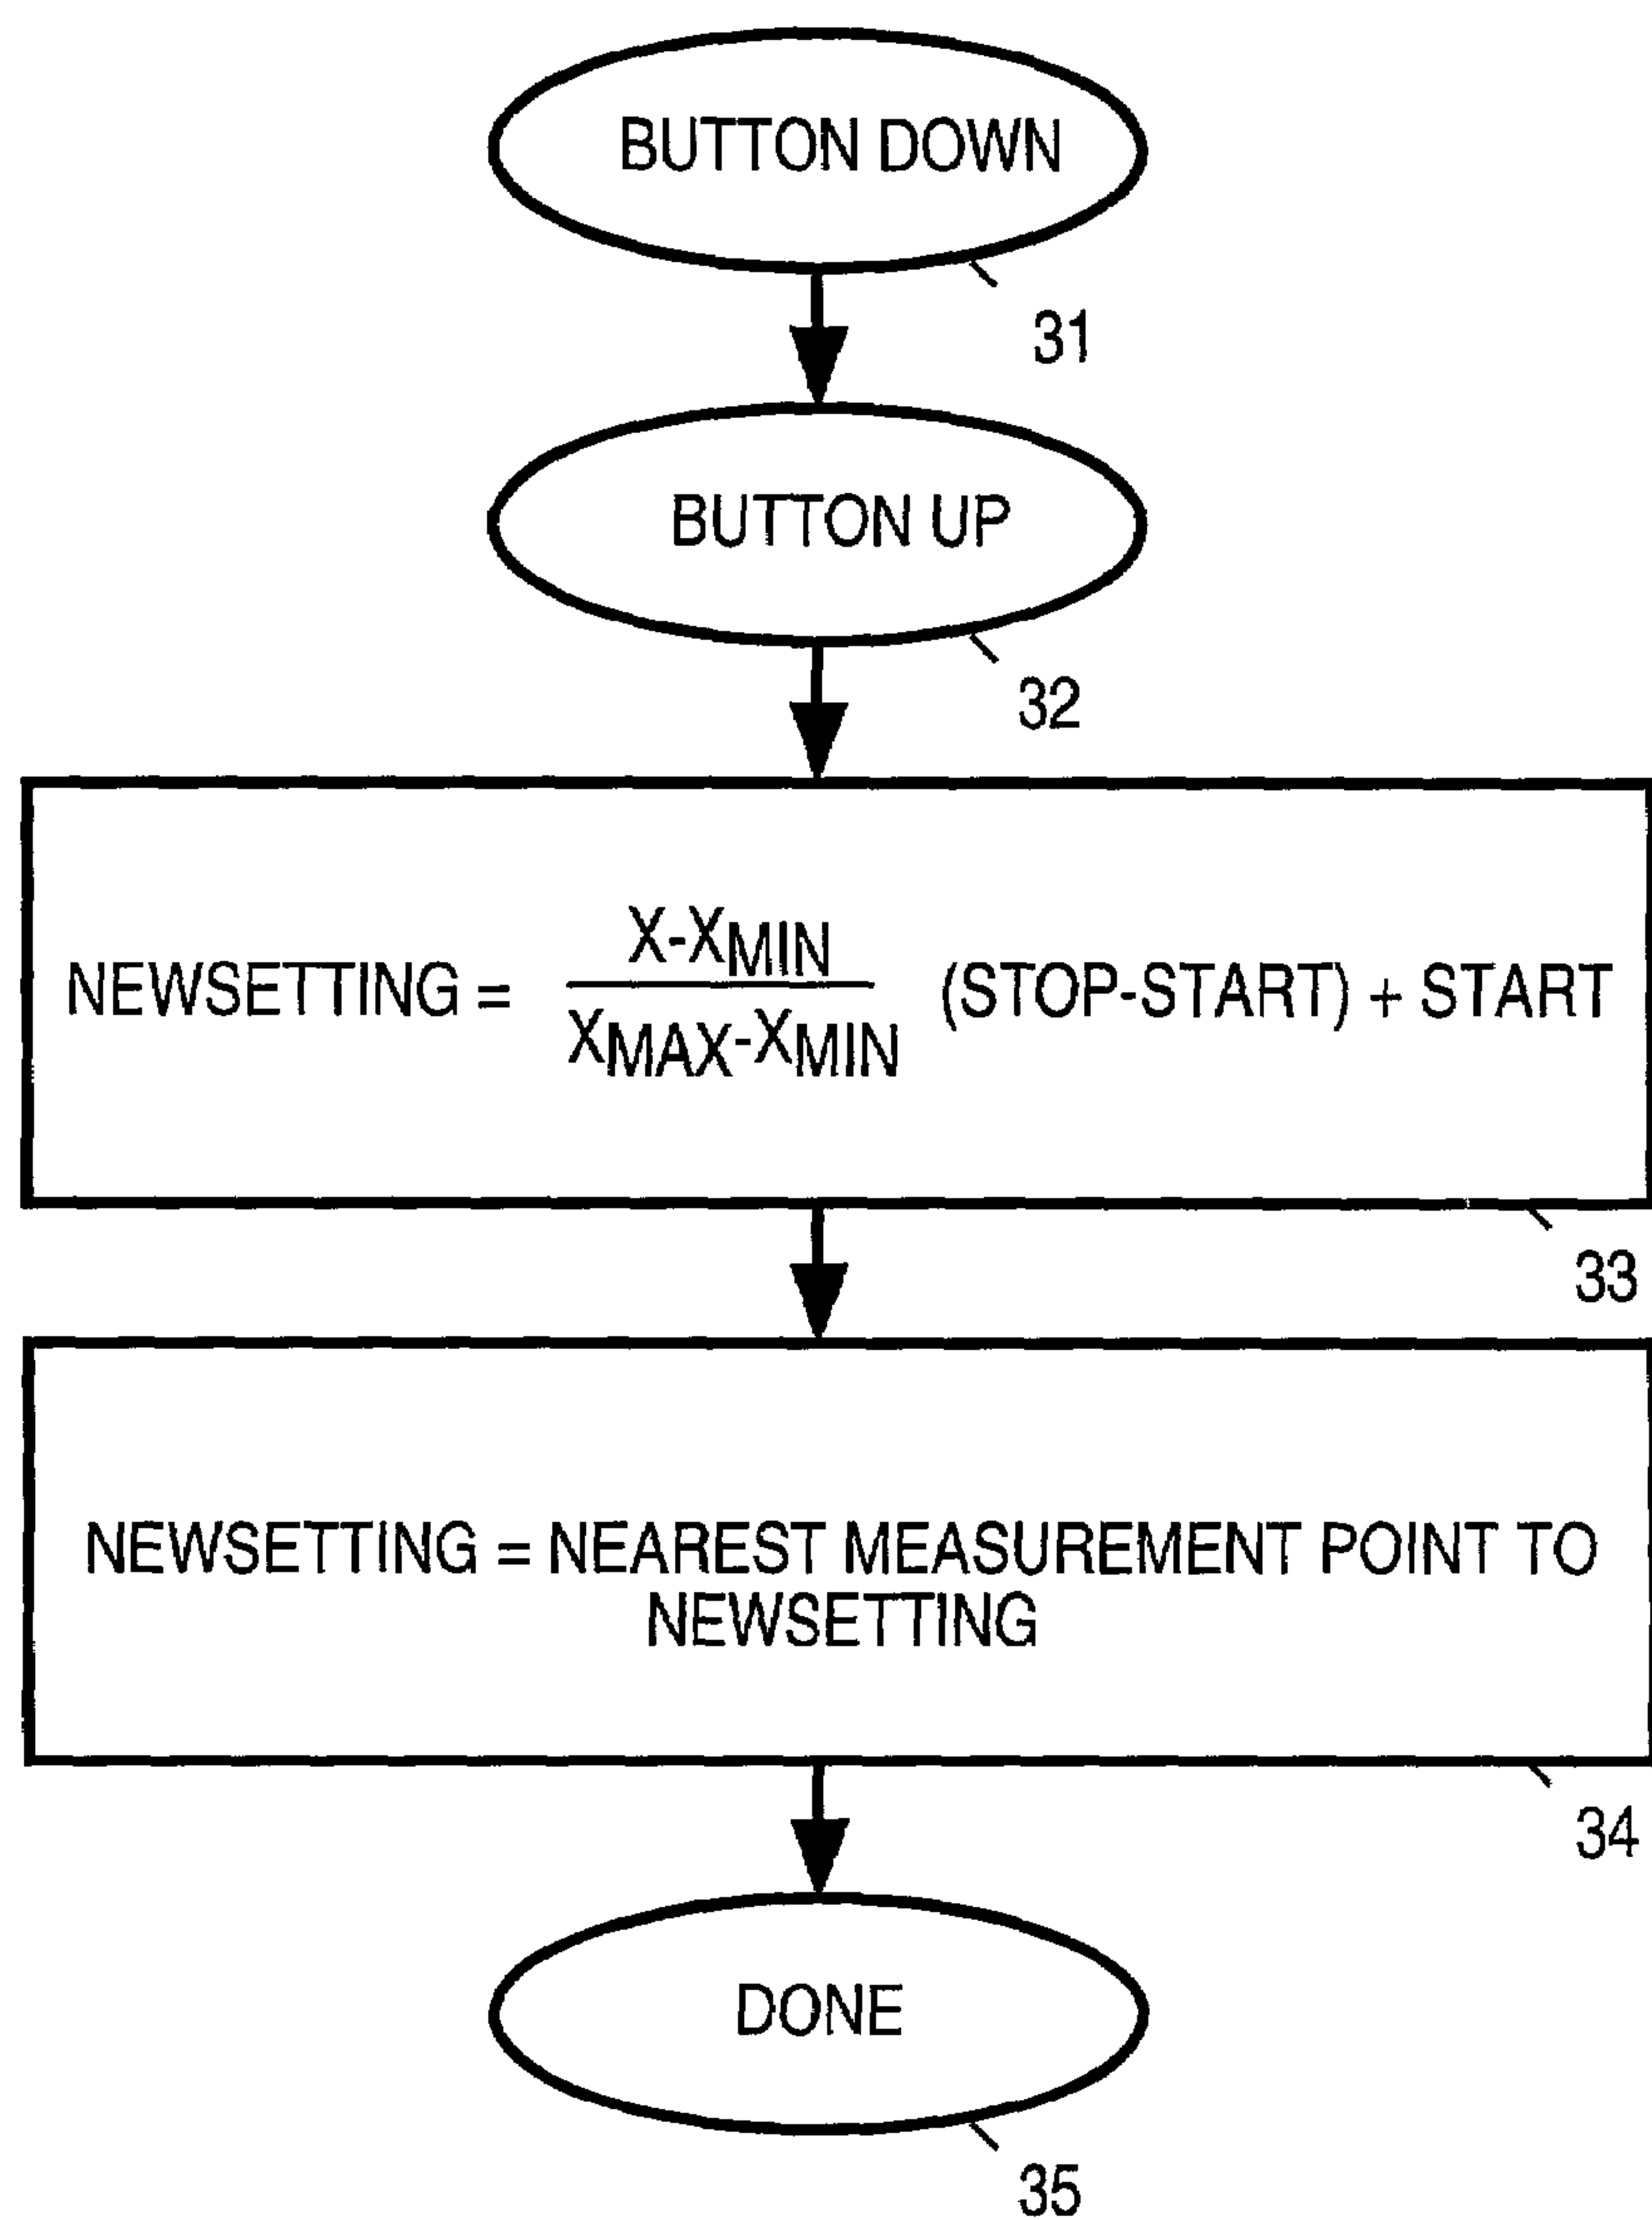 BUTTON DOWN
31
BUTTON UP
32
NEWSETTING = X-XMIN / XMAX-XMIN (STOP-START) + START
33
NEWSETTING = NEAREST MEASUREMENT POINT TO
NEWSETTING
34
DONE
35